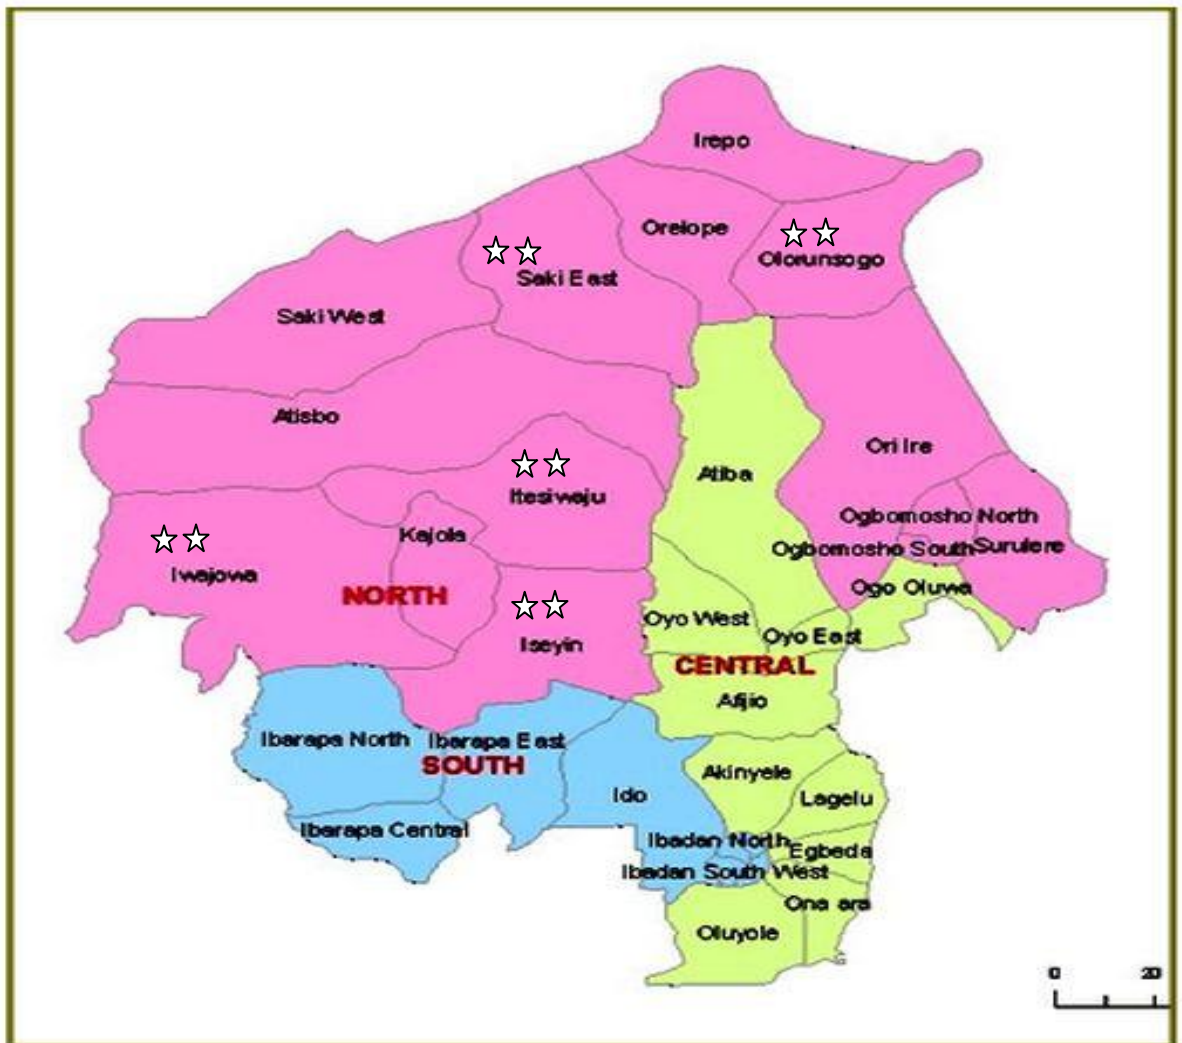 Irepo
Orelope
Olorunsogo
Saki East
Saki West
Atisbo
Ori Ire
Atiba
Itesiwaju
Ogbomosho North
Kajola
Ogbomosho South
Surulere
Iwajowa
Ogo Oluwa
NORTH
Oyo West
Oyo East
Iseyin
CENTRAL
Afijio
Ibarapa North
Ibarapa East
SOUTH
Akinyele
Ido
Lagelu
Ibarapa Central
Ibadan North
Egbeda
Ibadan South West
Ona ara
Oluyole
0 20